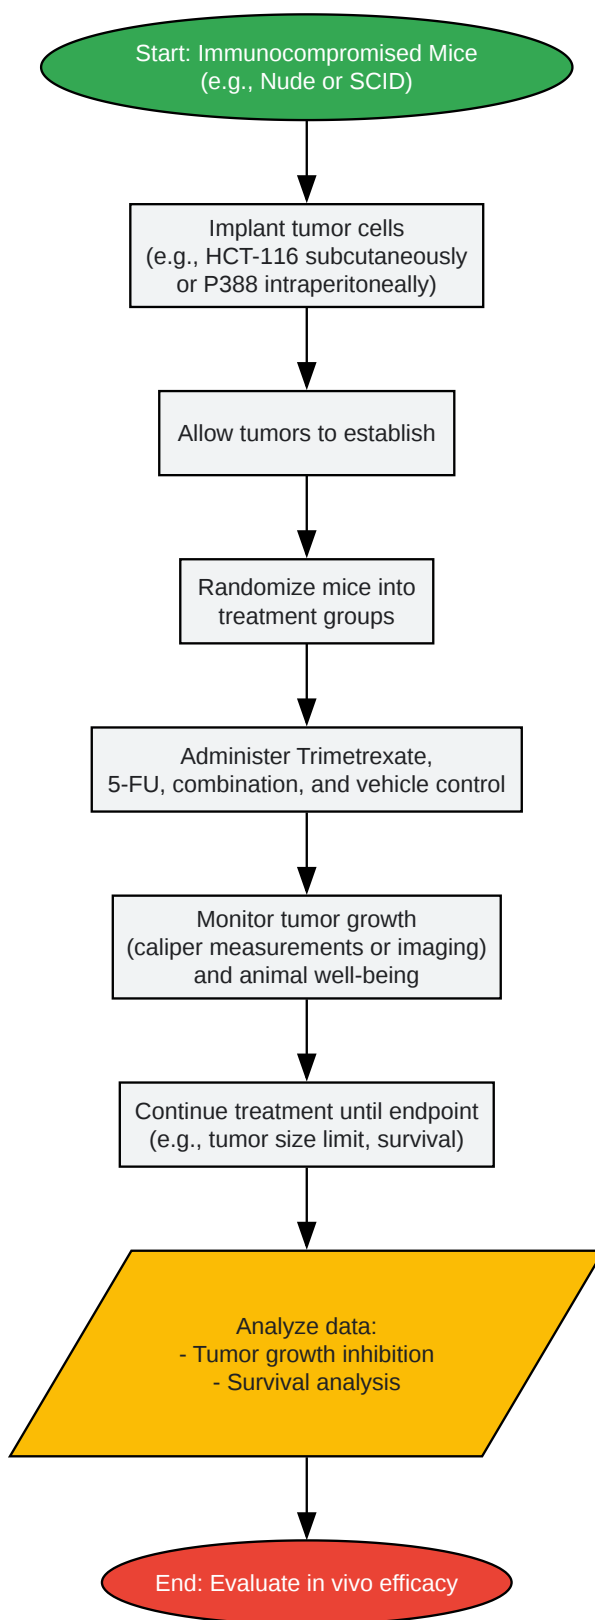 Start: Immunocompromised Mice
(e.g., Nude or SCID)
Implant tumor cells
(e.g., HCT-116 subcutaneously
or P388 intraperitoneally)
Allow tumors to establish
Randomize mice into
treatment groups
Administer Trimetrexate,
5-FU, combination, and vehicle control
Monitor tumor growth
(caliper measurements or imaging)
and animal well-being
Continue treatment until endpoint
(e.g., tumor size limit, survival)
Analyze data:
- Tumor growth inhibition
- Survival analysis
End: Evaluate in vivo efficacy